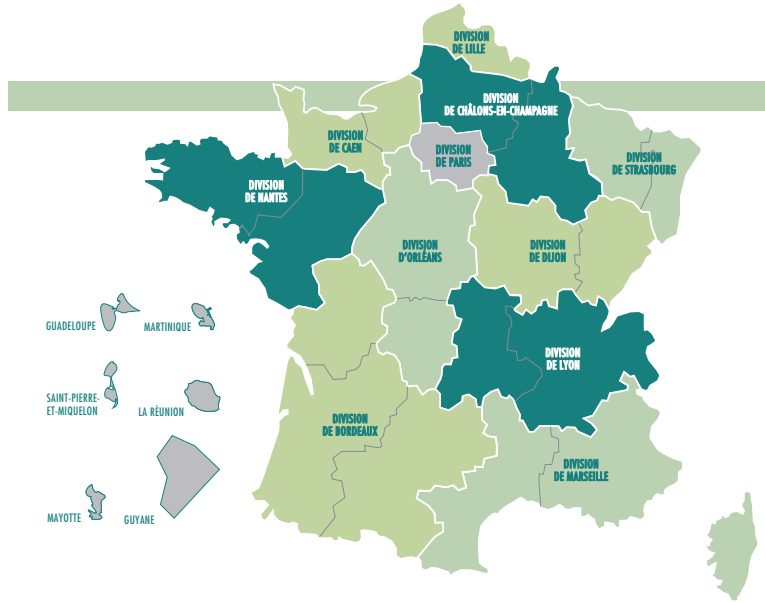 DIVISION
DE LILLE
DIVISION
DE CHÂLONS-EN-CHAMPAGNE
DIVISION
DE CAEN
DIVISION
DE PARIS
DIVISION
DE STRASBOURG
DIVISION
DE NANTES
DIVISION
D'ORLÉANS
DIVISION
DE DIJON
GUADELOUPE
MARTINIQUE
DIVISION
DE LYON
SAINT-PIERRE-
ET-MIQUELON
LA RÉUNION
DIVISION
DE BORDEAUX
DIVISION
DE MARSEILLE
MAYOTTE
GUYANE